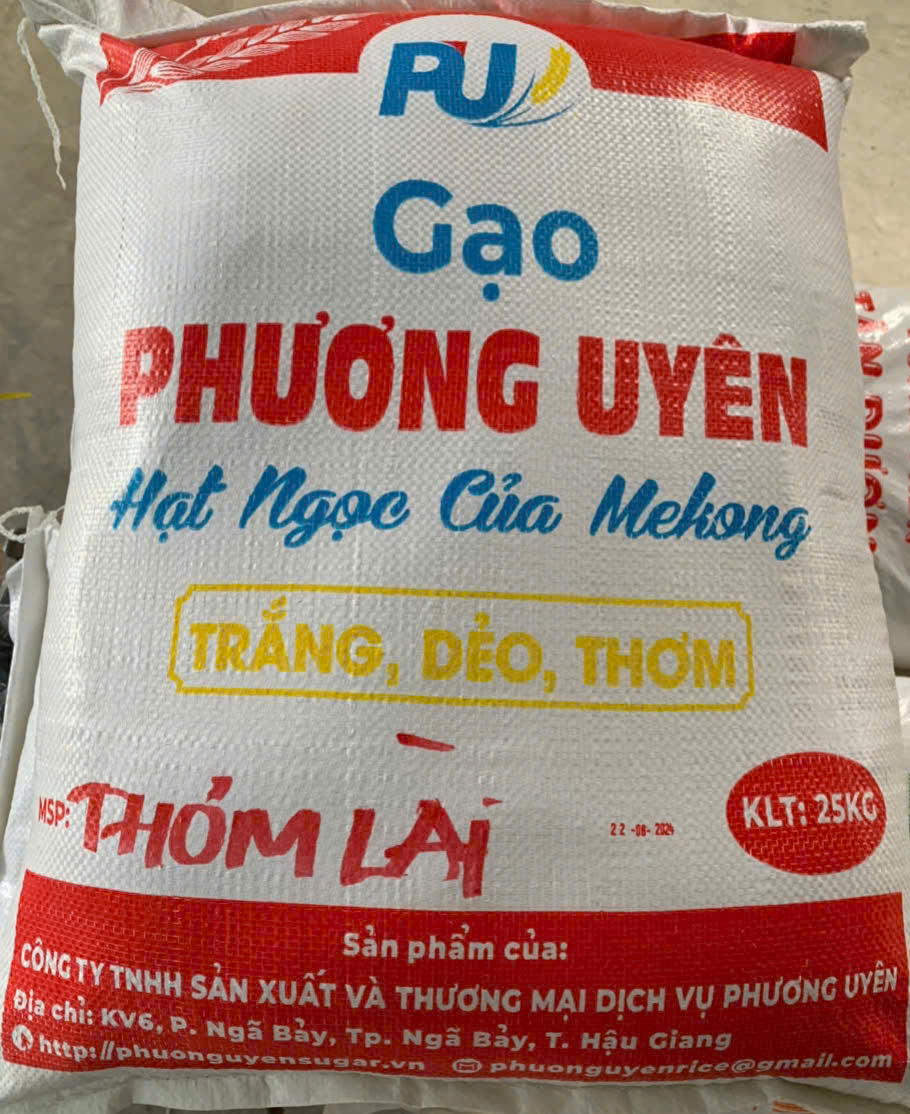 PU
Gạo
PHƯƠNG UYÊN
Hạt Ngọc Của Mekong
TRẮNG, DẺO, THƠM
MSP: THƠM LÀI
22-08-2024
KLT: 25KG
Sản phẩm của:
CÔNG TY TNHH SẢN XUẤT VÀ THƯƠNG MẠI DỊCH VỤ PHƯƠNG UYÊN
Địa chỉ: KV6, P. Ngã Bảy, Tp. Ngã Bảy, T. Hậu Giang
http://phuonguyensugar.vn phuonguyenrice@gmail.com